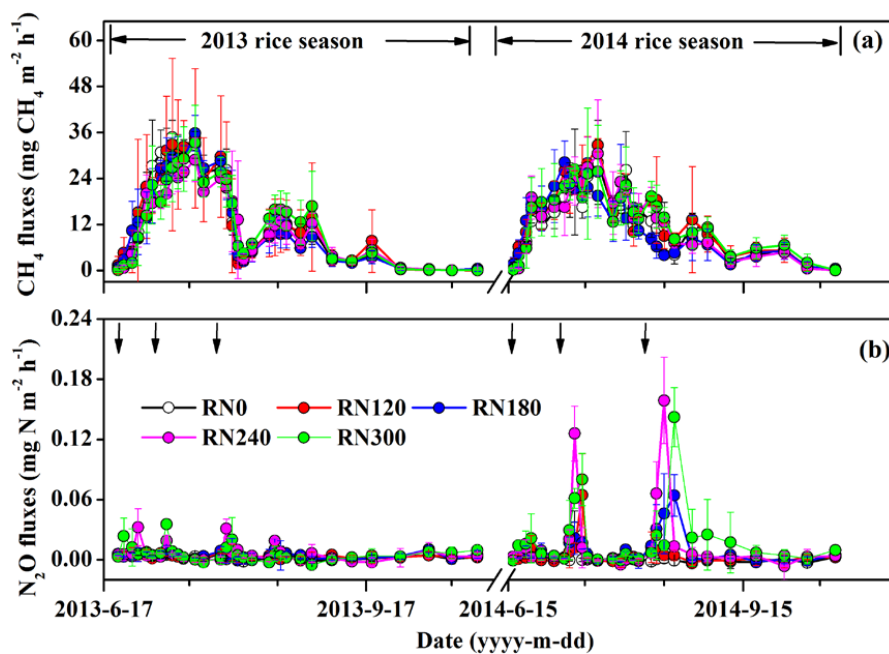 2013 rice season
2014 rice season
(a)
60
48
36
24
12
0
CH₄ fluxes (mg CH₄ m⁻² h⁻¹)
(b)
0.24
0.18
0.12
0.06
0.00
N₂O fluxes (mg N m⁻² h⁻¹)
RN0 RN120 RN180
RN240 RN300
2013-6-17 2013-9-17 2014-6-15 2014-9-15
Date (yyyy-m-dd)